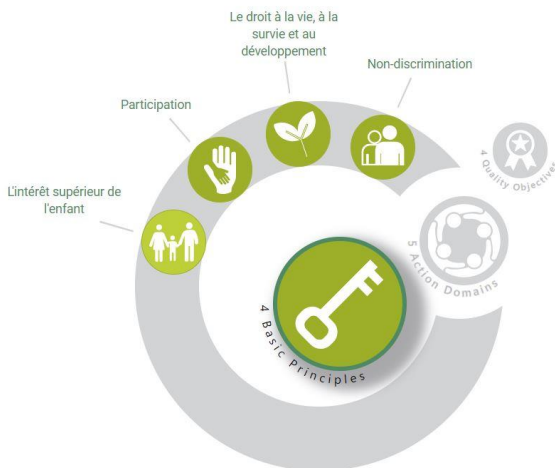 Le droit à la vie, à la
survie et au
développement
Non-discrimination
Participation
L'intérêt supérieur de
l'enfant
4 Quality Objectives
5 Action Domains
4 Basic Principles